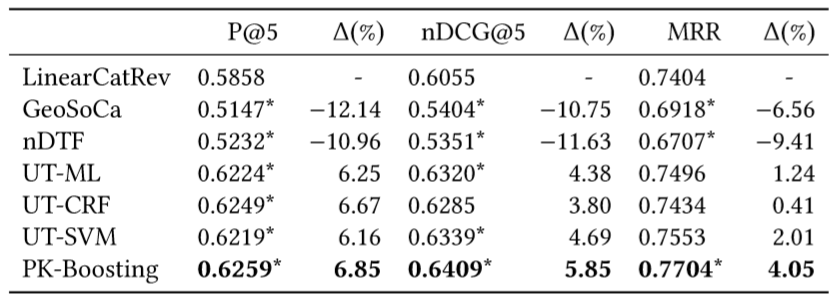 P@5 Δ(%) nDCG@5 Δ(%) MRR Δ(%)
LinearCatRev 0.5858 - 0.6055 - 0.7404 -
GeoSoCa 0.5147* −12.14 0.5404* −10.75 0.6918* −6.56
nDTF 0.5232* −10.96 0.5351* −11.63 0.6707* −9.41
UT-ML 0.6224* 6.25 0.6320* 4.38 0.7496 1.24
UT-CRF 0.6249* 6.67 0.6285 3.80 0.7434 0.41
UT-SVM 0.6219* 6.16 0.6339* 4.69 0.7553 2.01
PK-Boosting 0.6259* 6.85 0.6409* 5.85 0.7704* 4.05